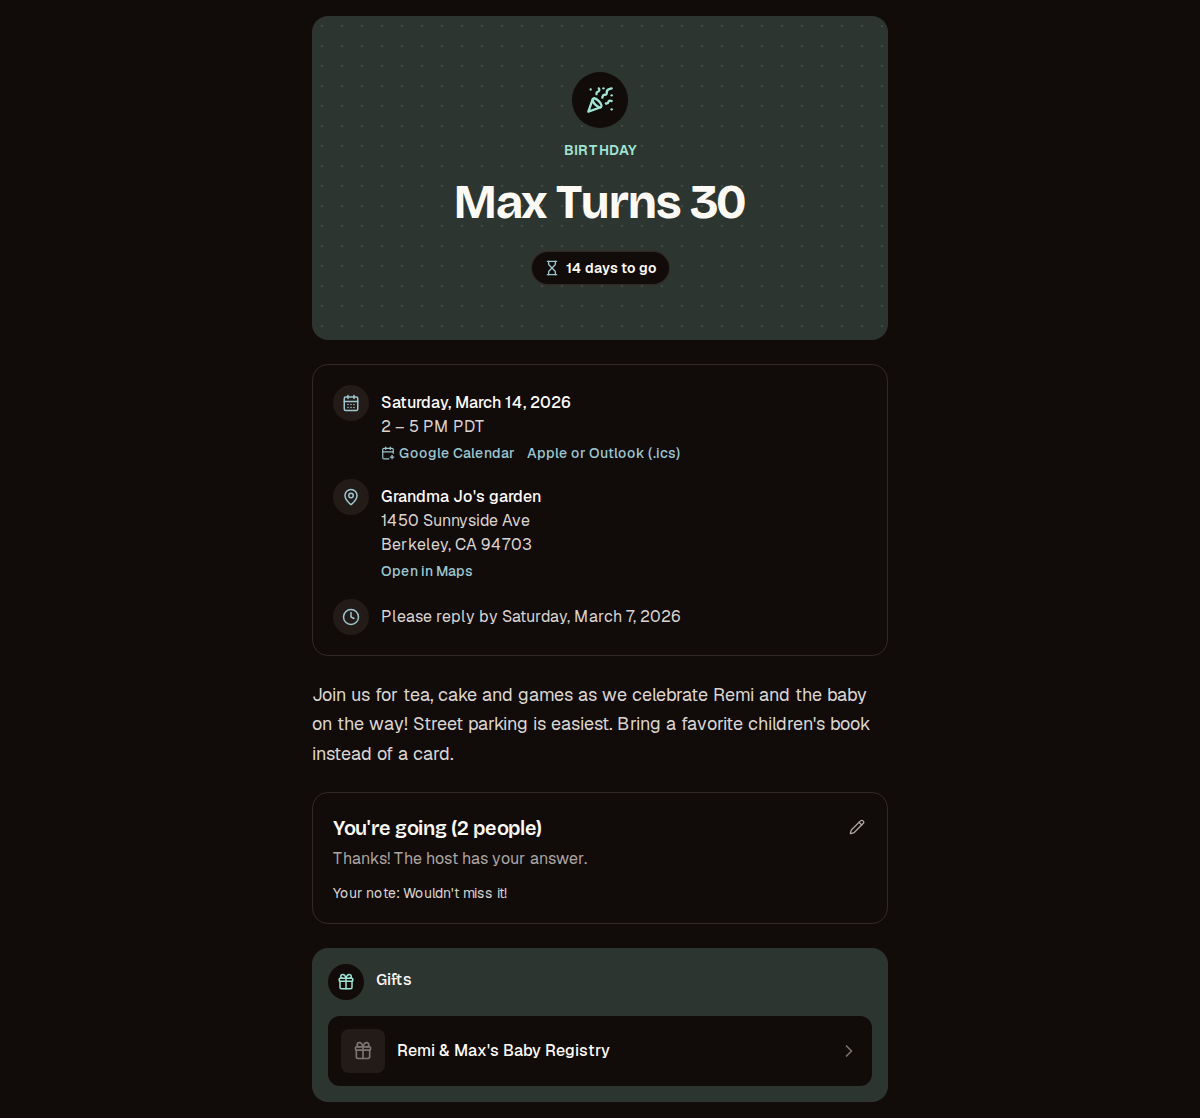 BIRTHDAY
Max Turns 30
14 days to go
Saturday, March 14, 2026
2 – 5 PM PDT
Google Calendar Apple or Outlook (.ics)
Grandma Jo's garden
1450 Sunnyside Ave
Berkeley, CA 94703
Open in Maps
Please reply by Saturday, March 7, 2026
Join us for tea, cake and games as we celebrate Remi and the baby
on the way! Street parking is easiest. Bring a favorite children's book
instead of a card.
You're going (2 people)
Thanks! The host has your answer.
Your note: Wouldn't miss it!
Gifts
Remi & Max's Baby Registry